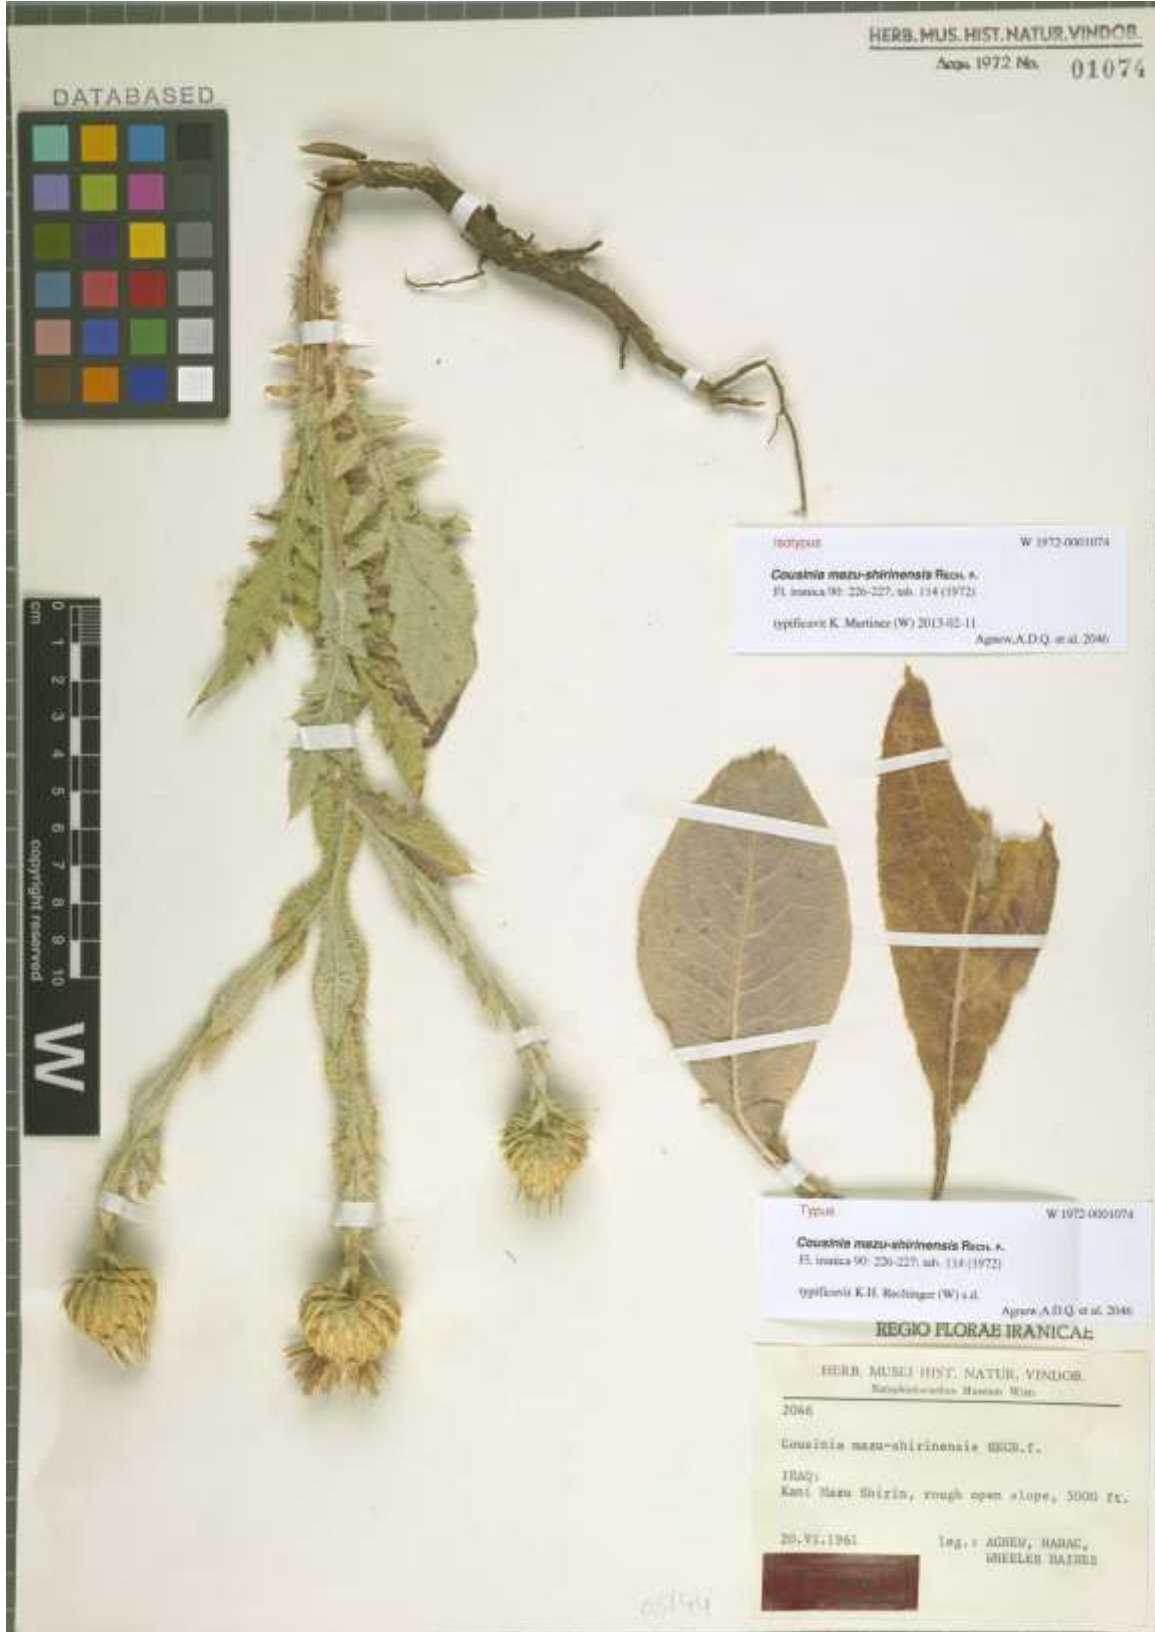 HERB. MUS. HIST. NATUR. VINDOB.
Acqu. 1972 No. 01074
DATABASED
cm
0 1 2 3 4 5 6 7 8 9 10
copyright reserved
W
Isotypus W 1972-0001074
Cousinia mazu-shirinensis RECH. F.
Fl. iranica 90: 226-227; tab. 114 (1972)
typificavit K. Martinez (W) 2013-02-11
Agnew,A.D.Q. et al. 2046
Typus W 1972-0001074
Cousinia mazu-shirinensis RECH. F.
Fl. iranica 90: 226-227; tab. 114 (1972)
typificavit K.H. Rechinger (W) s.d.
Agnew,A.D.Q. et al. 2046
REGIO FLORAE IRANICAE
HERB. MUSEI HIST. NATUR. VINDOB.
Naturhistorisches Museum Wien
2046
Cousinia mazu-shirinensis RECH.f.
IRAQ:
Kani Mazu Shirin, rough open slope, 5000 ft.
20.VI.1961 leg.: AGNEW, HADAC,
WHEELER HAINES